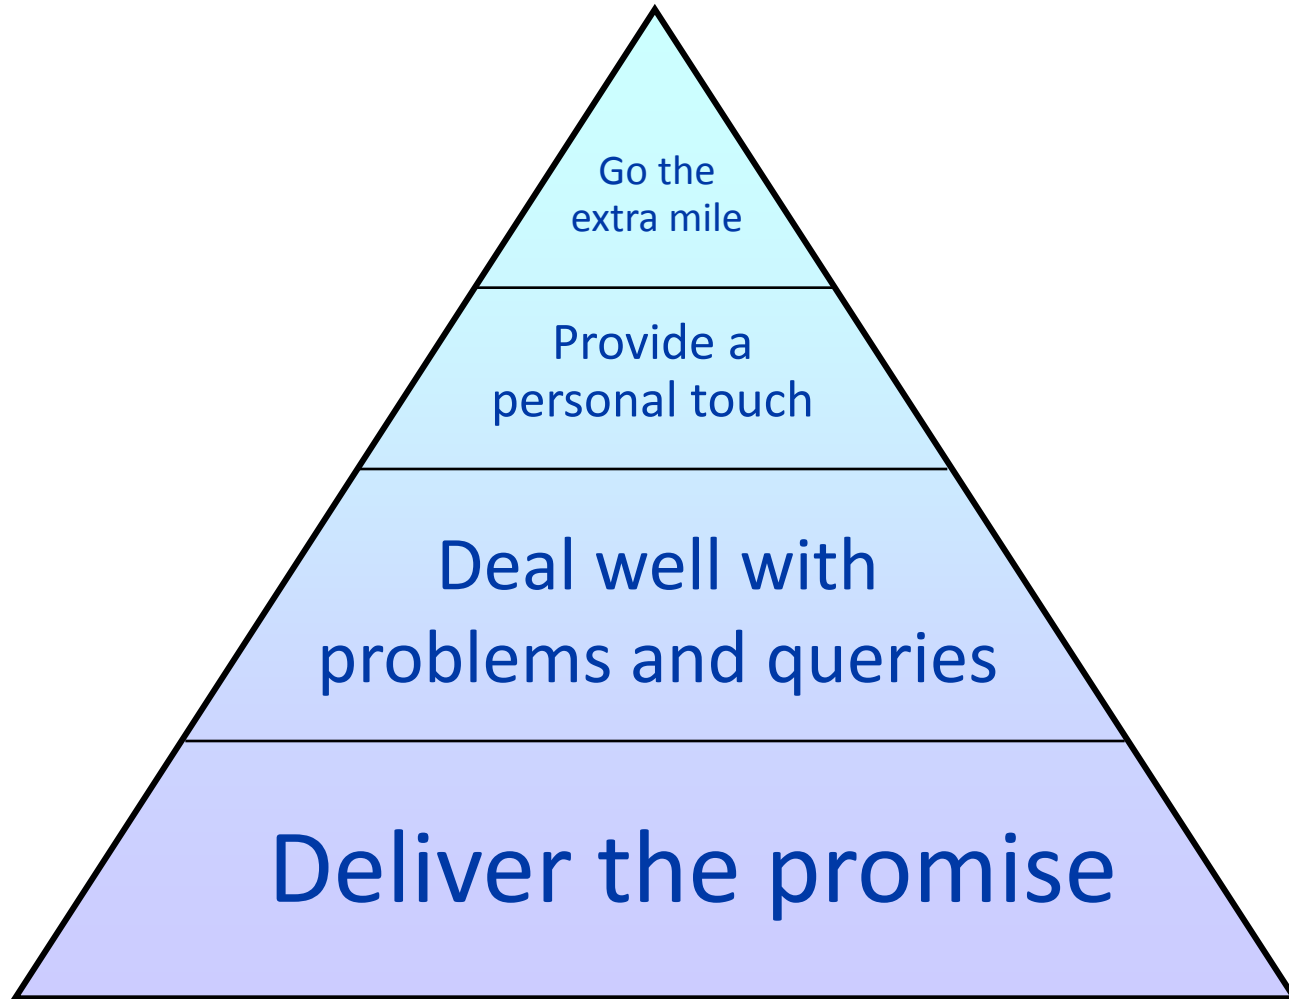 Go the
extra mile
Provide a
personal touch
Deal well with
problems and queries
Deliver the promise